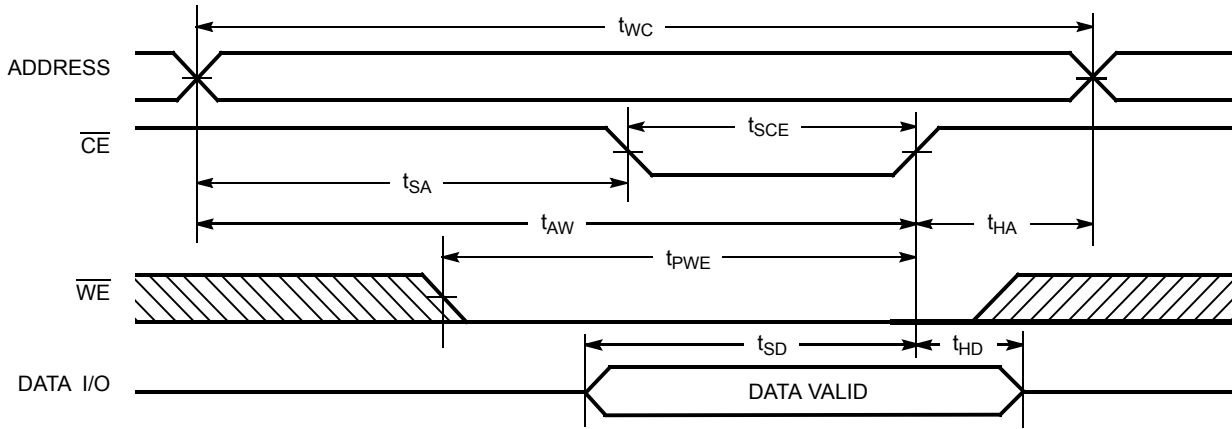 tWC
ADDRESS
CE
tSCE
tSA
tAW
tHA
tPWE
WE
tSD
tHD
DATA I/O
DATA VALID